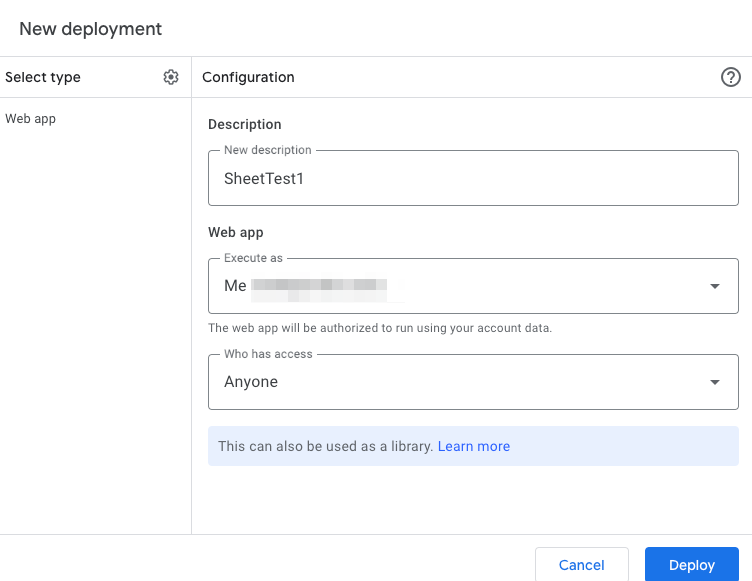 New deployment
Select type
Configuration
Web app
Description
New description
SheetTest1
Web app
Execute as
Me
The web app will be authorized to run using your account data.
Who has access
Anyone
This can also be used as a library. Learn more
Cancel
Deploy